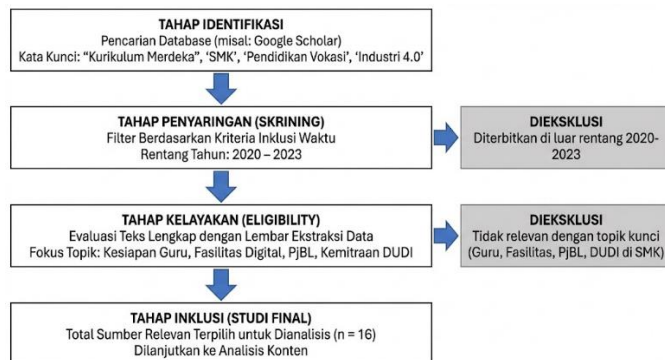 TAHAP IDENTIFIKASI
Pencarian Database (misal: Google Scholar)
Kata Kunci: “Kurikulum Merdeka”, ‘SMK’, ‘Pendidikan Vokasi’, ‘Industri 4.0’
TAHAP PENYARINGAN (SKRINING)
Filter Berdasarkan Kriteria Inklusi Waktu
Rentang Tahun: 2020 – 2023
DIEKSKLUSI
Diterbitkan di luar rentang 2020-
2023
TAHAP KELAYAKAN (ELIGIBILITY)
Evaluasi Teks Lengkap dengan Lembar Ekstraksi Data
Fokus Topik: Kesiapan Guru, Fasilitas Digital, PjBL, Kemitraan DUDI
DIEKSKLUSI
Tidak relevan dengan topik kunci
(Guru, Fasilitas, PjBL, DUDI di SMK)
TAHAP INKLUSI (STUDI FINAL)
Total Sumber Relevan Terpilih untuk Dianalisis (n = 16)
Dilanjutkan ke Analisis Konten